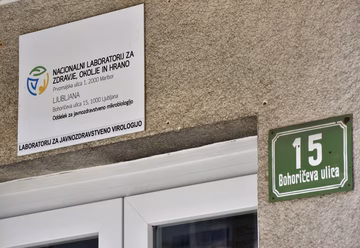 NACIONALNI LABORATORIJ ZA
ZDRAVJE, OKOLJE IN HRANO
Prvomajska ulica 1, 2000 Maribor
LJUBLJANA
Bohoričeva ulica 15, 1000 Ljubljana
Oddelek za javnozdravstveno mikrobiologijo
LABORATORIJ ZA JAVNOZDRAVSTVENO VIROLOGIJO
15
Bohoričeva ulica